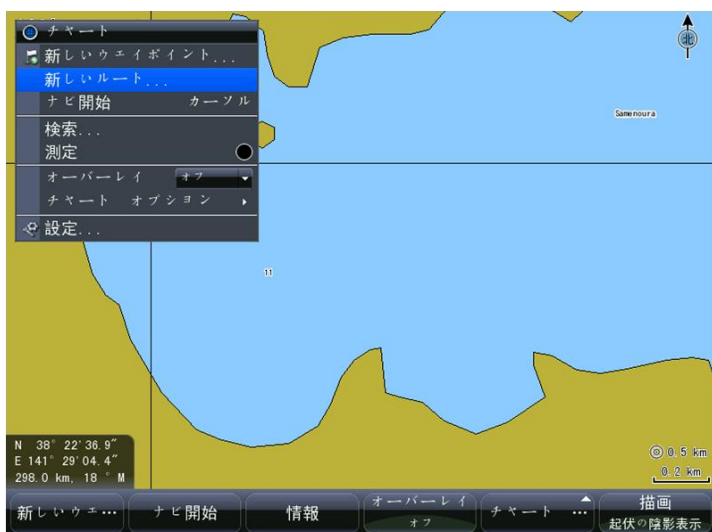 チャート
新しいウエイポイント...
新しいルート...
ナビ開始 カーソル
検索...
測定
オーバーレイ オフ
チャート オプション
設定...
北
Samenoura
11
N 38° 22'36.9"
E 141° 29'04.4"
298.0 km, 18 ° M
0.5 km
0.2 km
新しいウエ...
ナビ開始
情報
オーバーレイ
オフ
チャート ...
描画
起伏の陰影表示